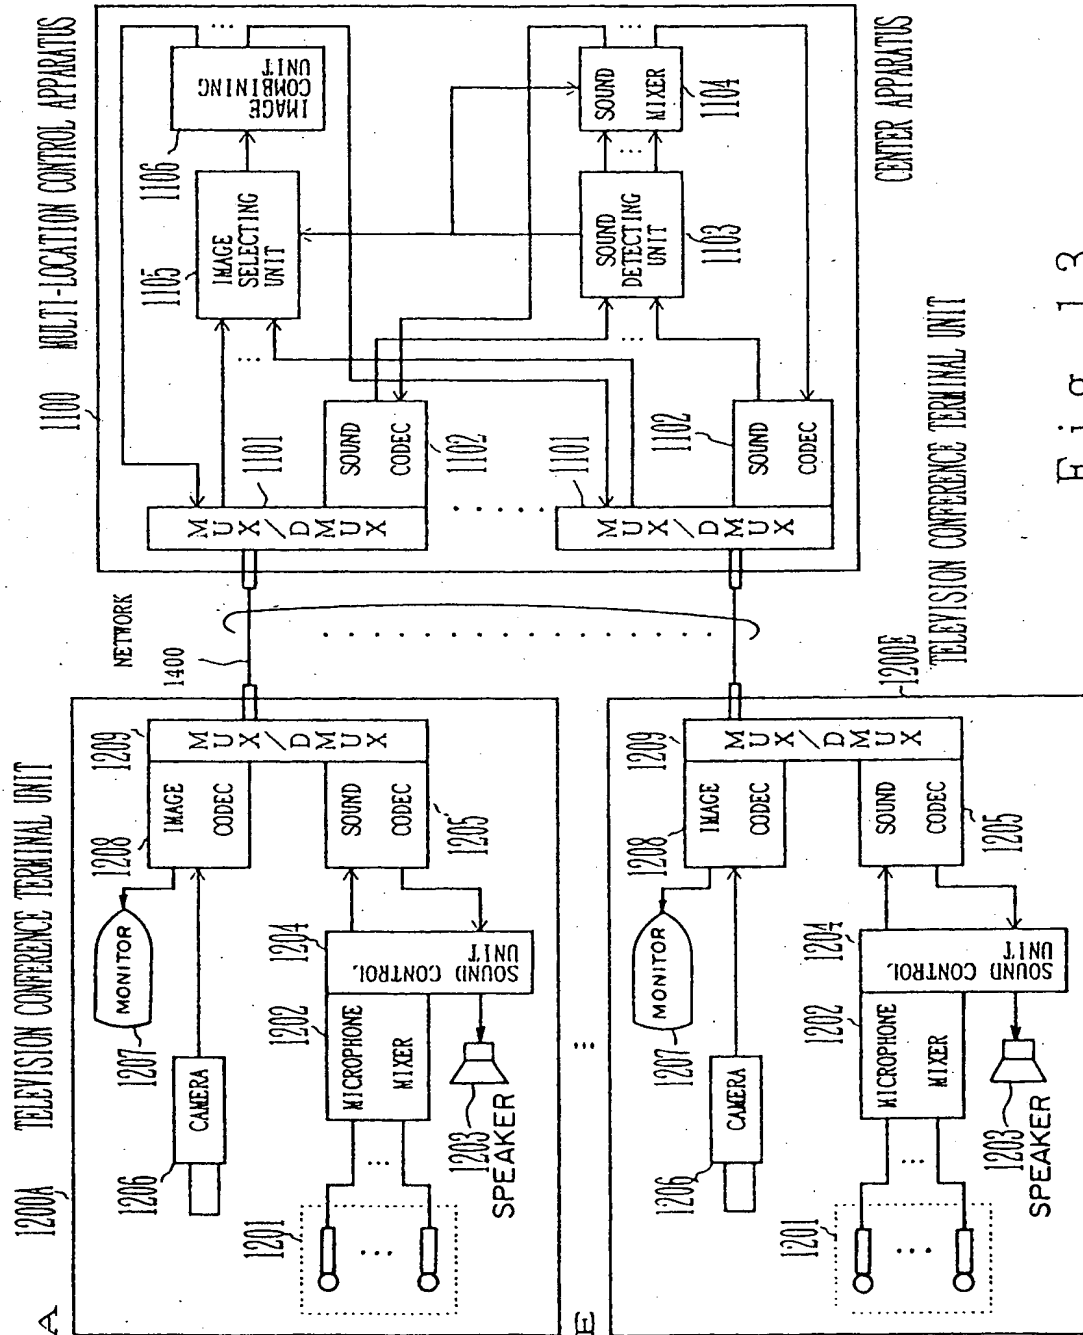 A
1200A
TELEVISION CONFERENCE TERMINAL UNIT
1206
CAMERA
1207
MONITOR
1208
IMAGE
CODEC
1209
MUX/DMUX
1201
1202
MICROPHONE
MIXER
1203
SPEAKER
1204
SOUND CONTROL
UNIT
SOUND
CODEC
1205
NETWORK
1400
1100
MULTI-LOCATION CONTROL APPARATUS
MUX/DMUX
1101
SOUND
CODEC
1102
1105
IMAGE
SELECTING
UNIT
1106
IMAGE
COMBINING
UNIT
MUX/DMUX
1101
SOUND
CODEC
1102
SOUND
DETECTING
UNIT
1103
SOUND
MIXER
1104
CENTER APPARATUS
E
1200E
TELEVISION CONFERENCE TERMINAL UNIT
1206
CAMERA
1207
MONITOR
1208
IMAGE
CODEC
1209
MUX/DMUX
1201
1202
MICROPHONE
MIXER
1203
SPEAKER
1204
SOUND CONTROL
UNIT
SOUND
CODEC
1205
Fig. 13